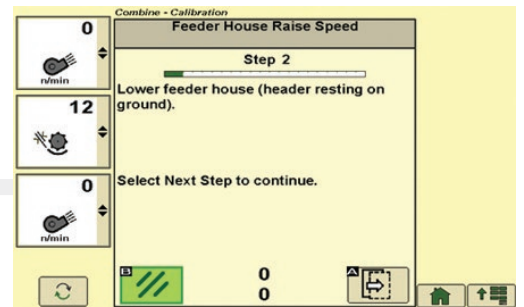 Combine - Calibration
Feeder House Raise Speed
0
n/min
12
0
n/min
Step 2
Lower feeder house (header resting on
ground).
Select Next Step to continue.
B
0
0
A